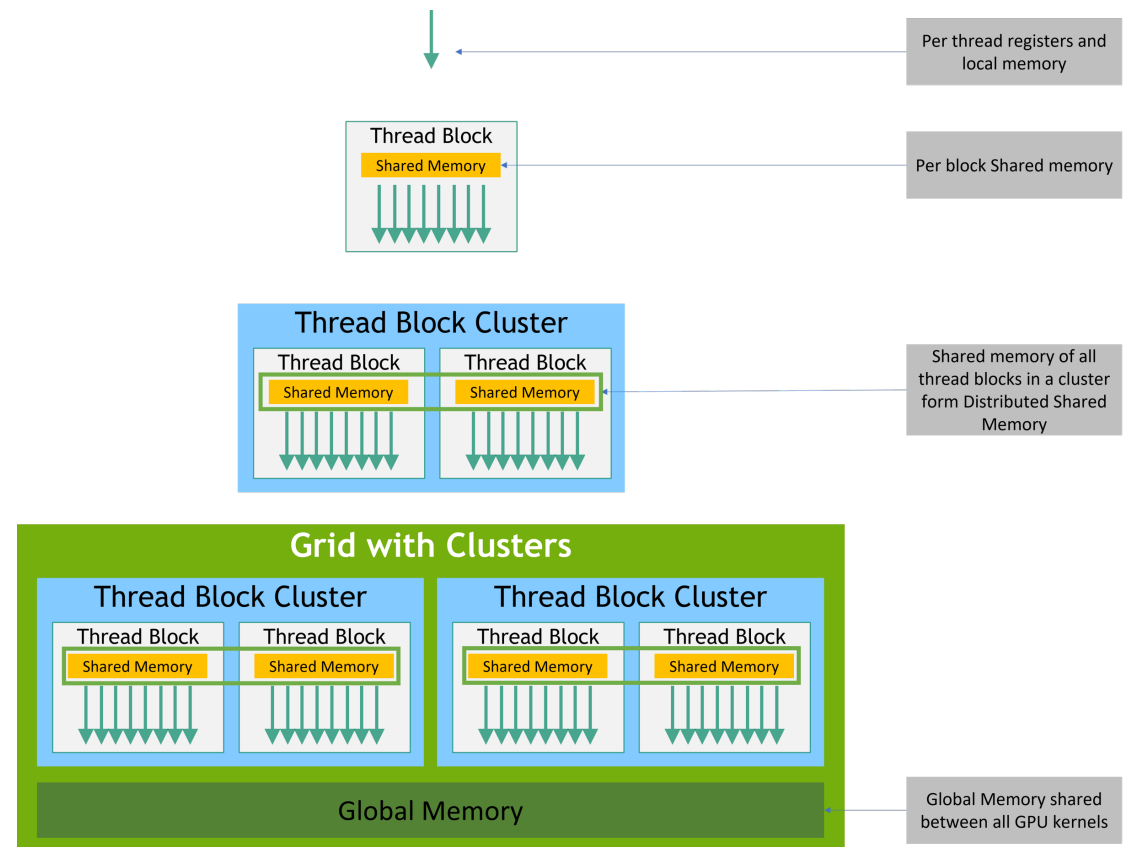 Per thread registers and
local memory
Thread Block
Shared Memory
Per block Shared memory
Thread Block Cluster
Thread Block
Thread Block
Shared Memory
Shared Memory
Shared memory of all
thread blocks in a cluster
form Distributed Shared
Memory
Grid with Clusters
Thread Block Cluster
Thread Block Cluster
Thread Block
Thread Block
Thread Block
Thread Block
Shared Memory
Shared Memory
Shared Memory
Shared Memory
Global Memory
Global Memory shared
between all GPU kernels